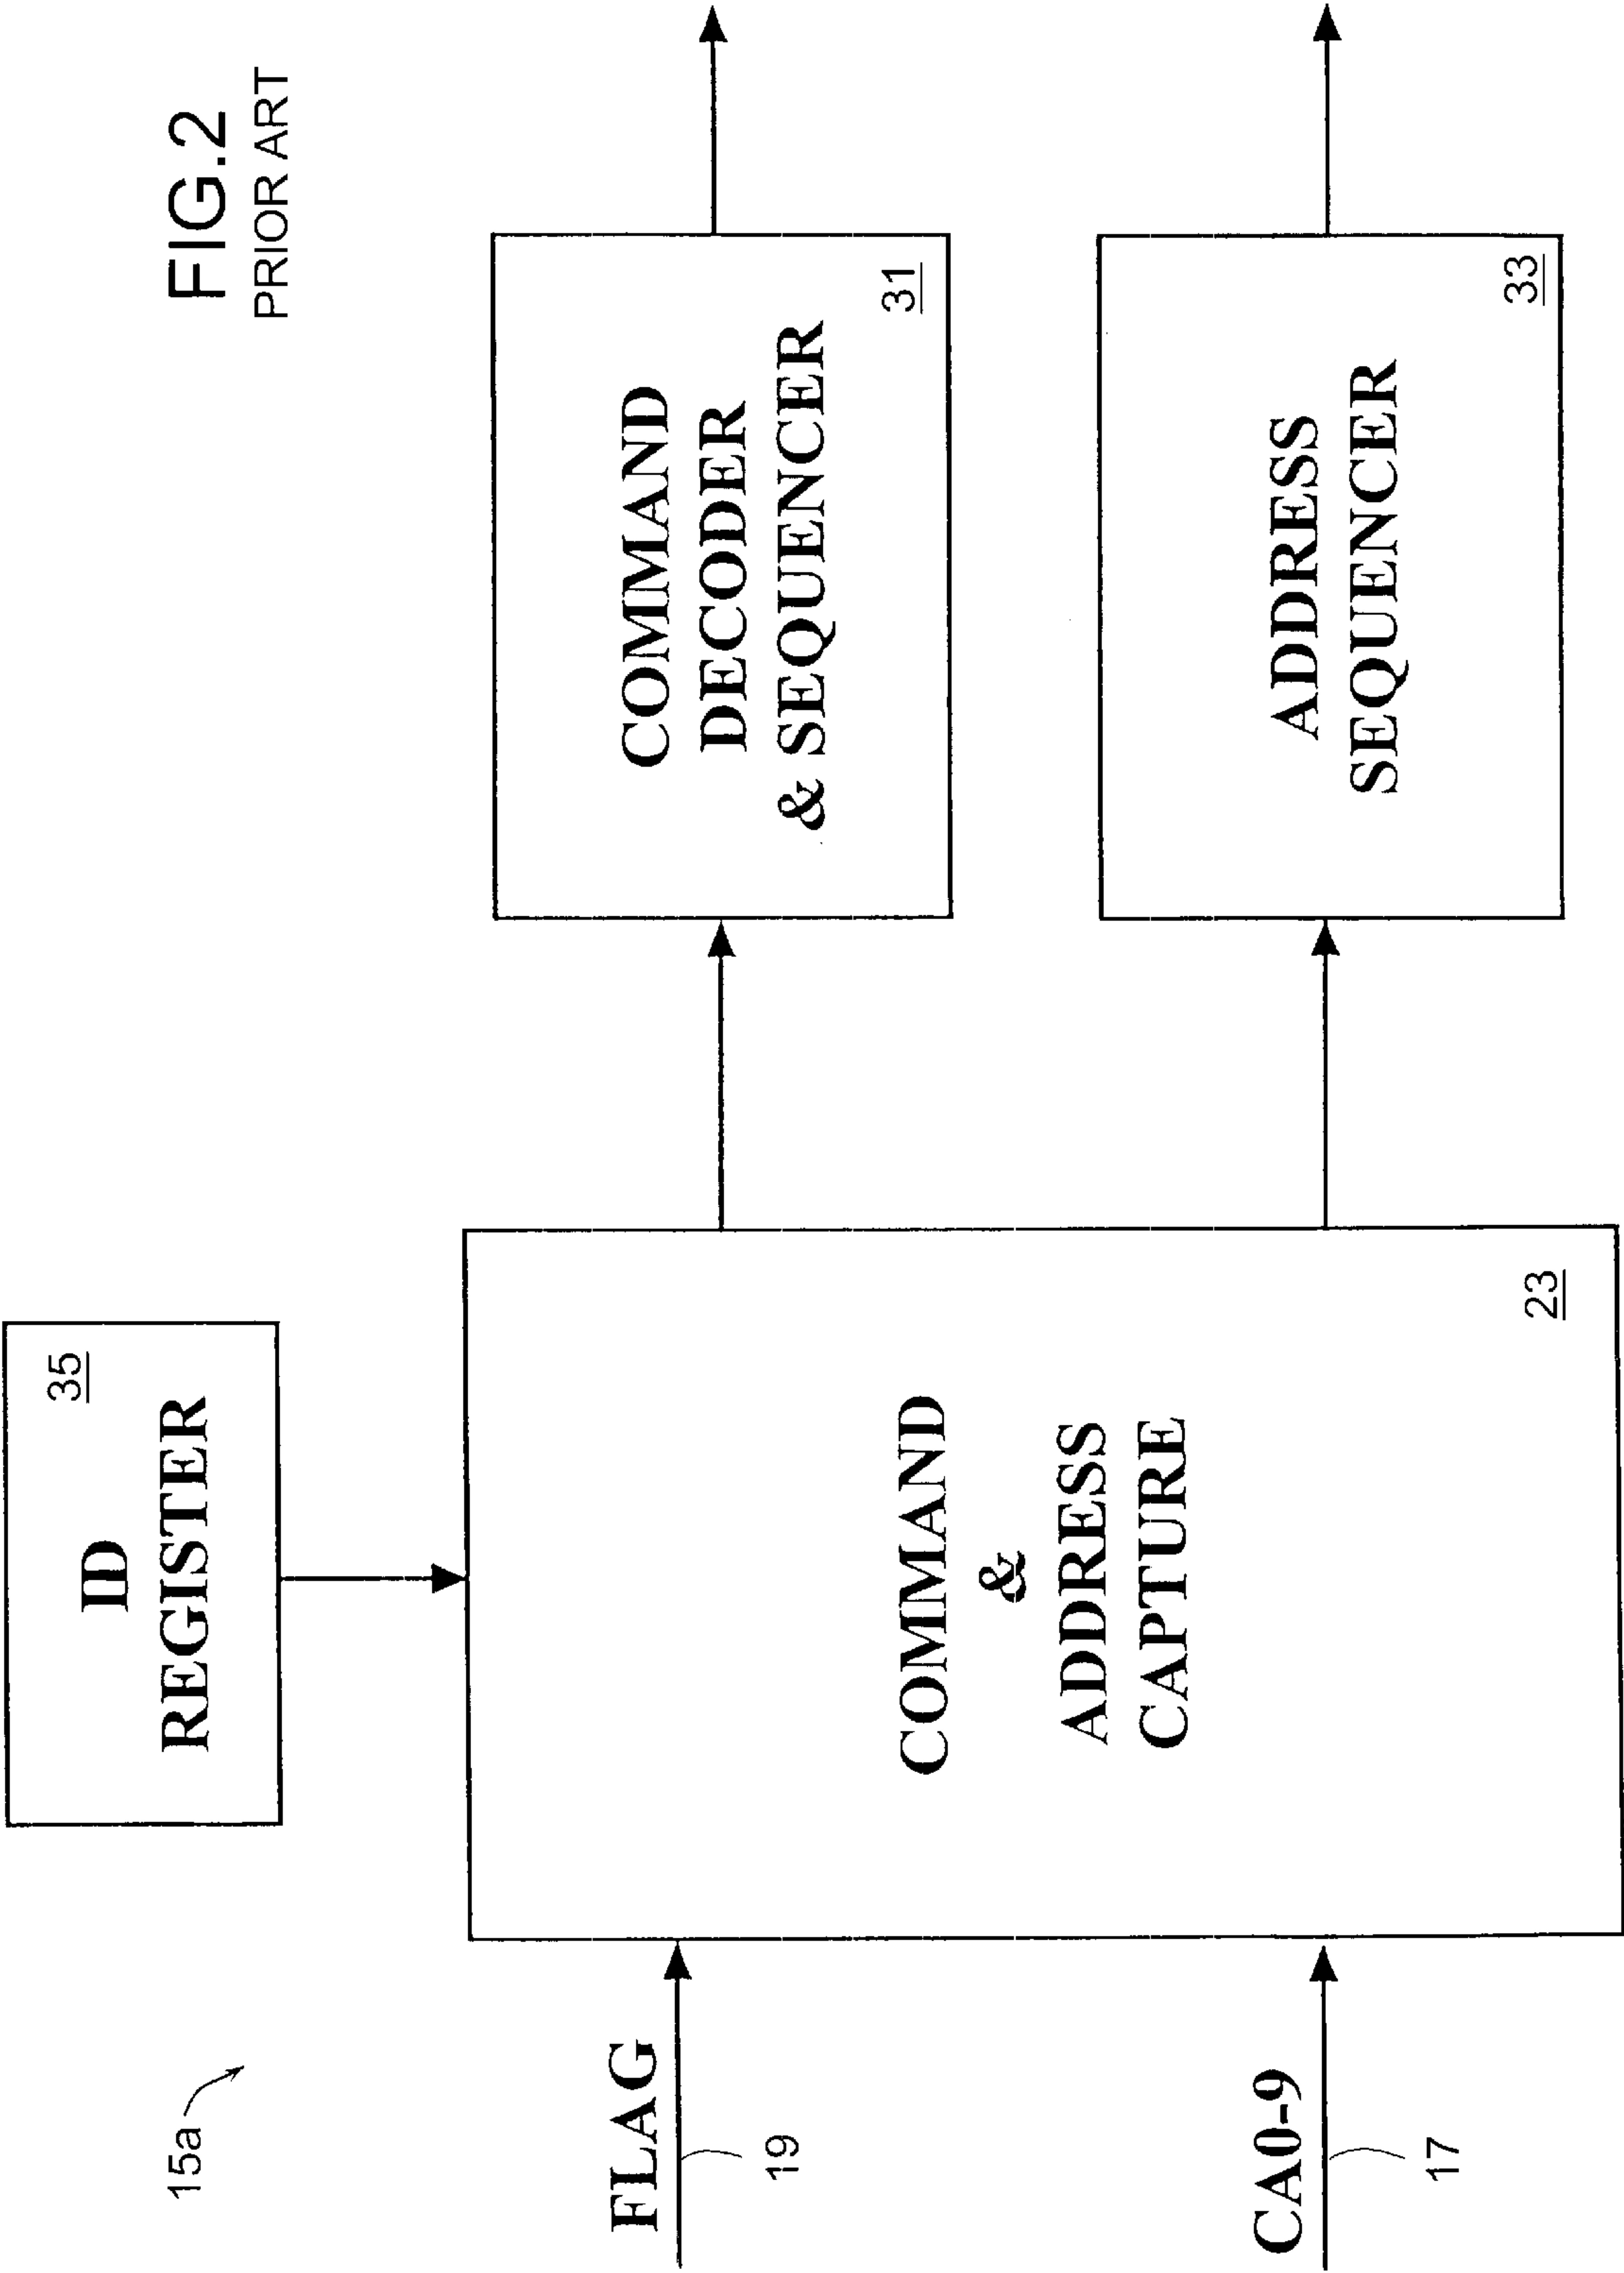 FIG.2
PRIOR ART
15a
35
ID
REGISTER
FLAG
19
CA0-9
17
COMMAND
&
ADDRESS
CAPTURE
23
COMMAND
DECODER
& SEQUENCER
31
ADDRESS
SEQUENCER
33